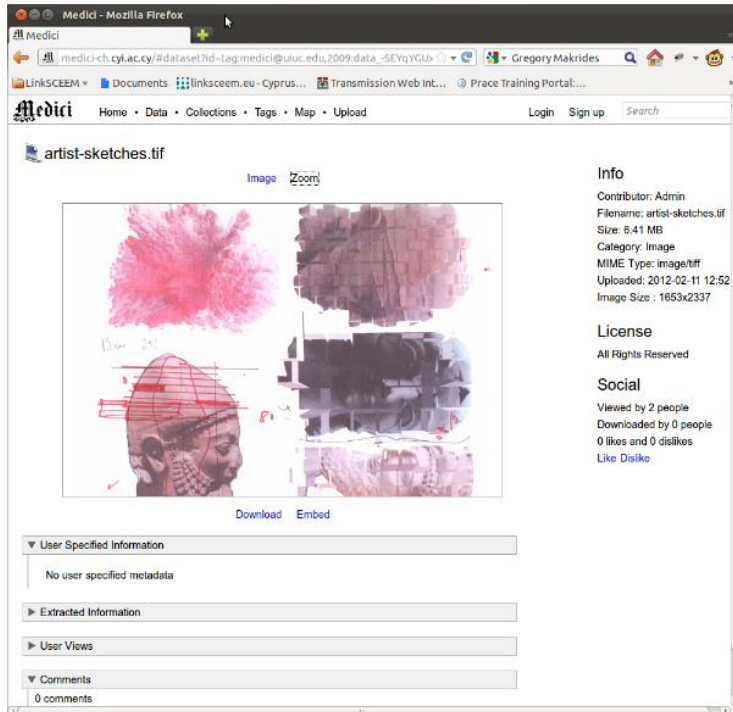 Medici - Mozilla Firefox
Medici
medici-ch.cyi.ac.cy/#dataset?id=tag:medici@uiuc.edu,2009:data_-SEYqYGU
Gregory Makrides
LinkSCEEM
Documents
linksceem.eu - Cyprus...
Transmission Web Int...
Prace Training Portal:...
Medici
Home • Data • Collections • Tags • Map • Upload
Login Sign up Search
artist-sketches.tif
Image Zoom
Info
Contributor: Admin
Filename: artist-sketches.tif
Size: 6.41 MB
Category: Image
MIME Type: image/tiff
Uploaded: 2012-02-11 12:52
Image Size : 1653x2337
License
All Rights Reserved
Social
Viewed by 2 people
Downloaded by 0 people
0 likes and 0 dislikes
Like Dislike
Download Embed
User Specified Information
No user specified metadata
Extracted Information
User Views
Comments
0 comments